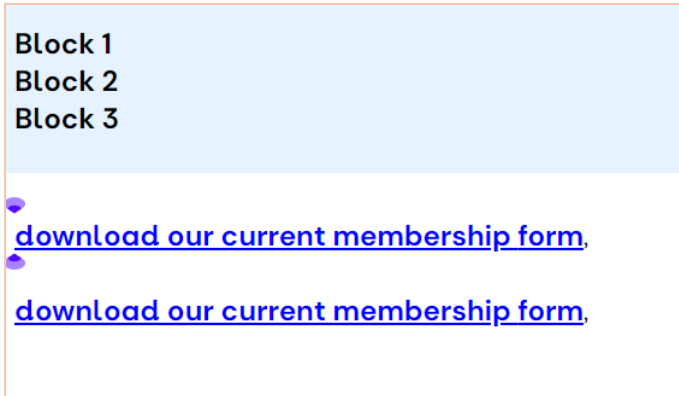 Block 1
Block 2
Block 3
download our current membership form,
download our current membership form,